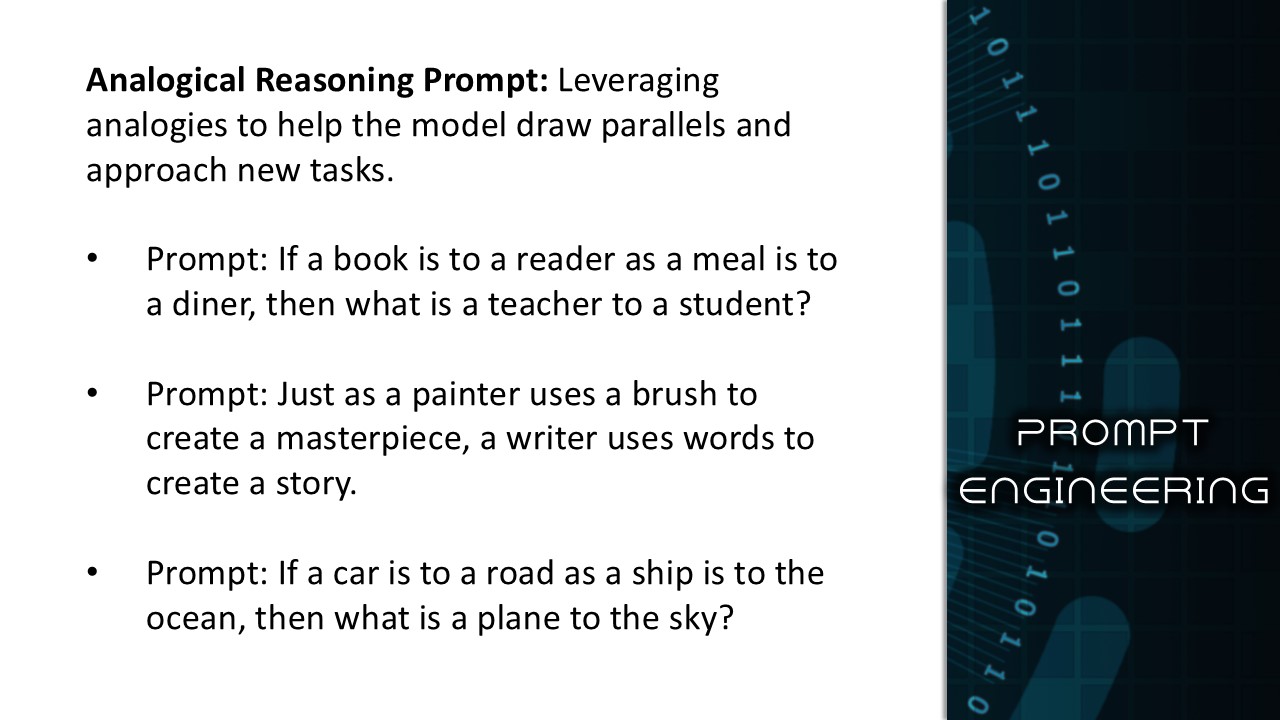 Analogical Reasoning Prompt: Leveraging
analogies to help the model draw parallels and
approach new tasks.
• Prompt: If a book is to a reader as a meal is to
a diner, then what is a teacher to a student?
• Prompt: Just as a painter uses a brush to
create a masterpiece, a writer uses words to
create a story.
• Prompt: If a car is to a road as a ship is to the
ocean, then what is a plane to the sky?
PROMPT
ENGINEERING